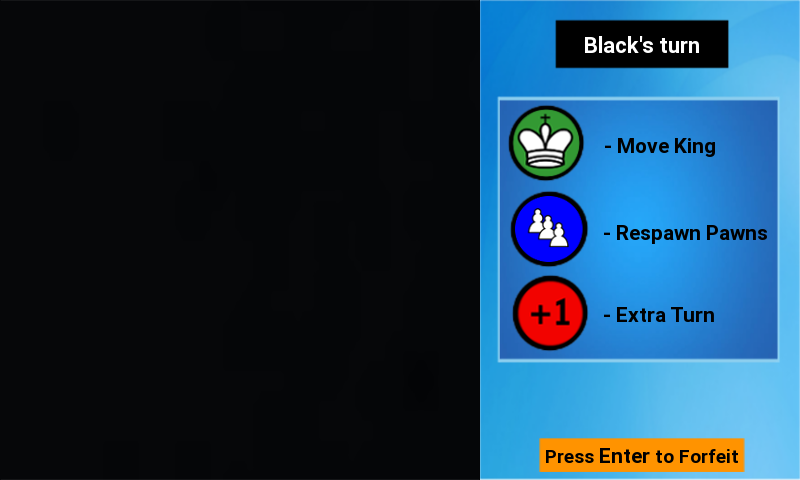 Black's turn
- Move King
- Respawn Pawns
+1
- Extra Turn
Press Enter to Forfeit